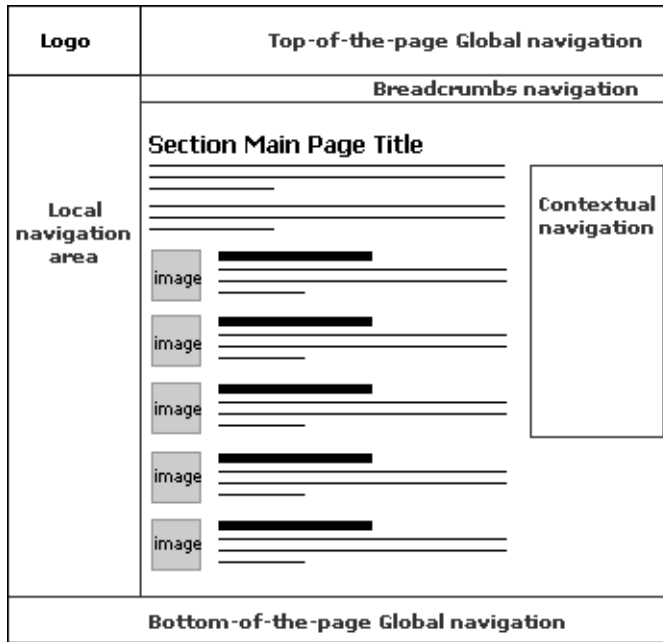 Logo
Top-of-the-page Global navigation
Breadcrumbs navigation
Section Main Page Title
Local
navigation
area
Contextual
navigation
image
image
image
image
image
Bottom-of-the-page Global navigation